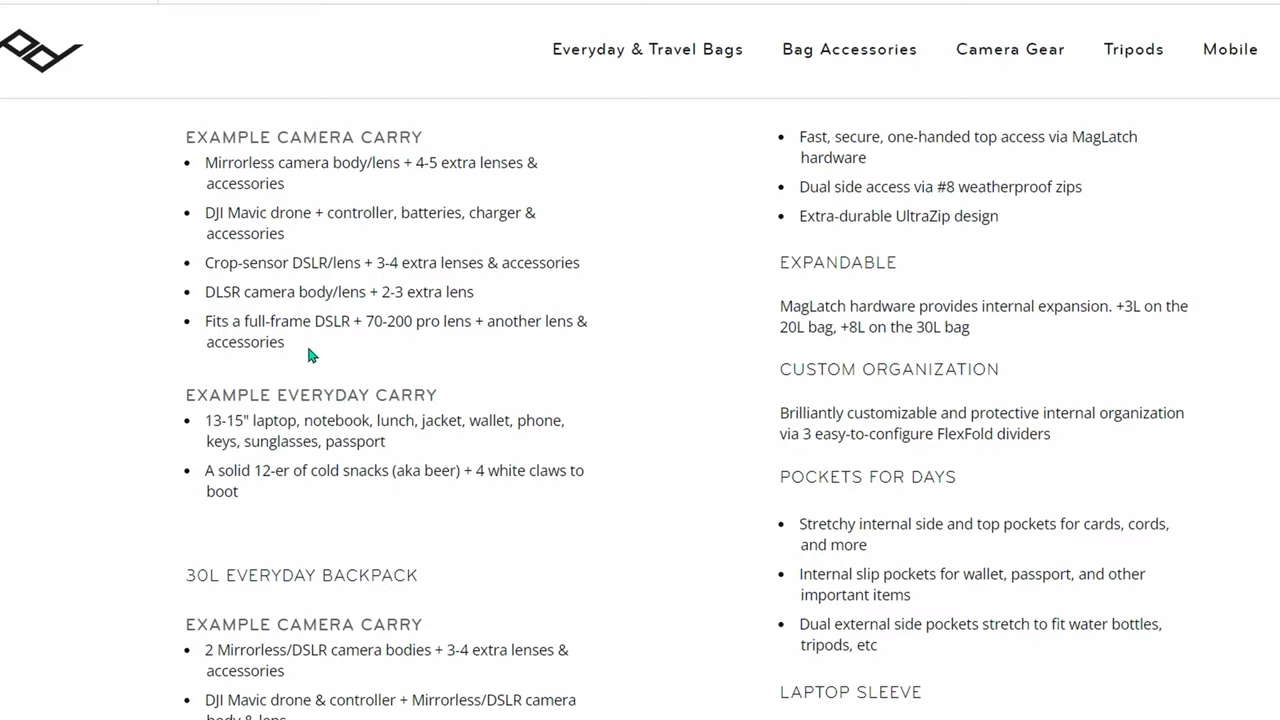 Everyday & Travel Bags
Bag Accessories
Camera Gear
Tripods
Mobile
EXAMPLE CAMERA CARRY
Mirrorless camera body/lens + 4-5 extra lenses &
accessories
DJI Mavic drone + controller, batteries, charger &
accessories
Crop-sensor DSLR/lens + 3-4 extra lenses & accessories
DLSR camera body/lens + 2-3 extra lens
Fits a full-frame DSLR + 70-200 pro lens + another lens &
accessories
EXAMPLE EVERYDAY CARRY
13-15" laptop, notebook, lunch, jacket, wallet, phone,
keys, sunglasses, passport
A solid 12-er of cold snacks (aka beer) + 4 white claws to
boot
30L EVERYDAY BACKPACK
EXAMPLE CAMERA CARRY
2 Mirrorless/DSLR camera bodies + 3-4 extra lenses &
accessories
DJI Mavic drone & controller + Mirrorless/DSLR camera
body & lens
Fast, secure, one-handed top access via MagLatch
hardware
Dual side access via #8 weatherproof zips
Extra-durable UltraZip design
EXPANDABLE
MagLatch hardware provides internal expansion. +3L on the
20L bag, +8L on the 30L bag
CUSTOM ORGANIZATION
Brilliantly customizable and protective internal organization
via 3 easy-to-configure FlexFold dividers
POCKETS FOR DAYS
Stretchy internal side and top pockets for cards, cords,
and more
Internal slip pockets for wallet, passport, and other
important items
Dual external side pockets stretch to fit water bottles,
tripods, etc
LAPTOP SLEEVE